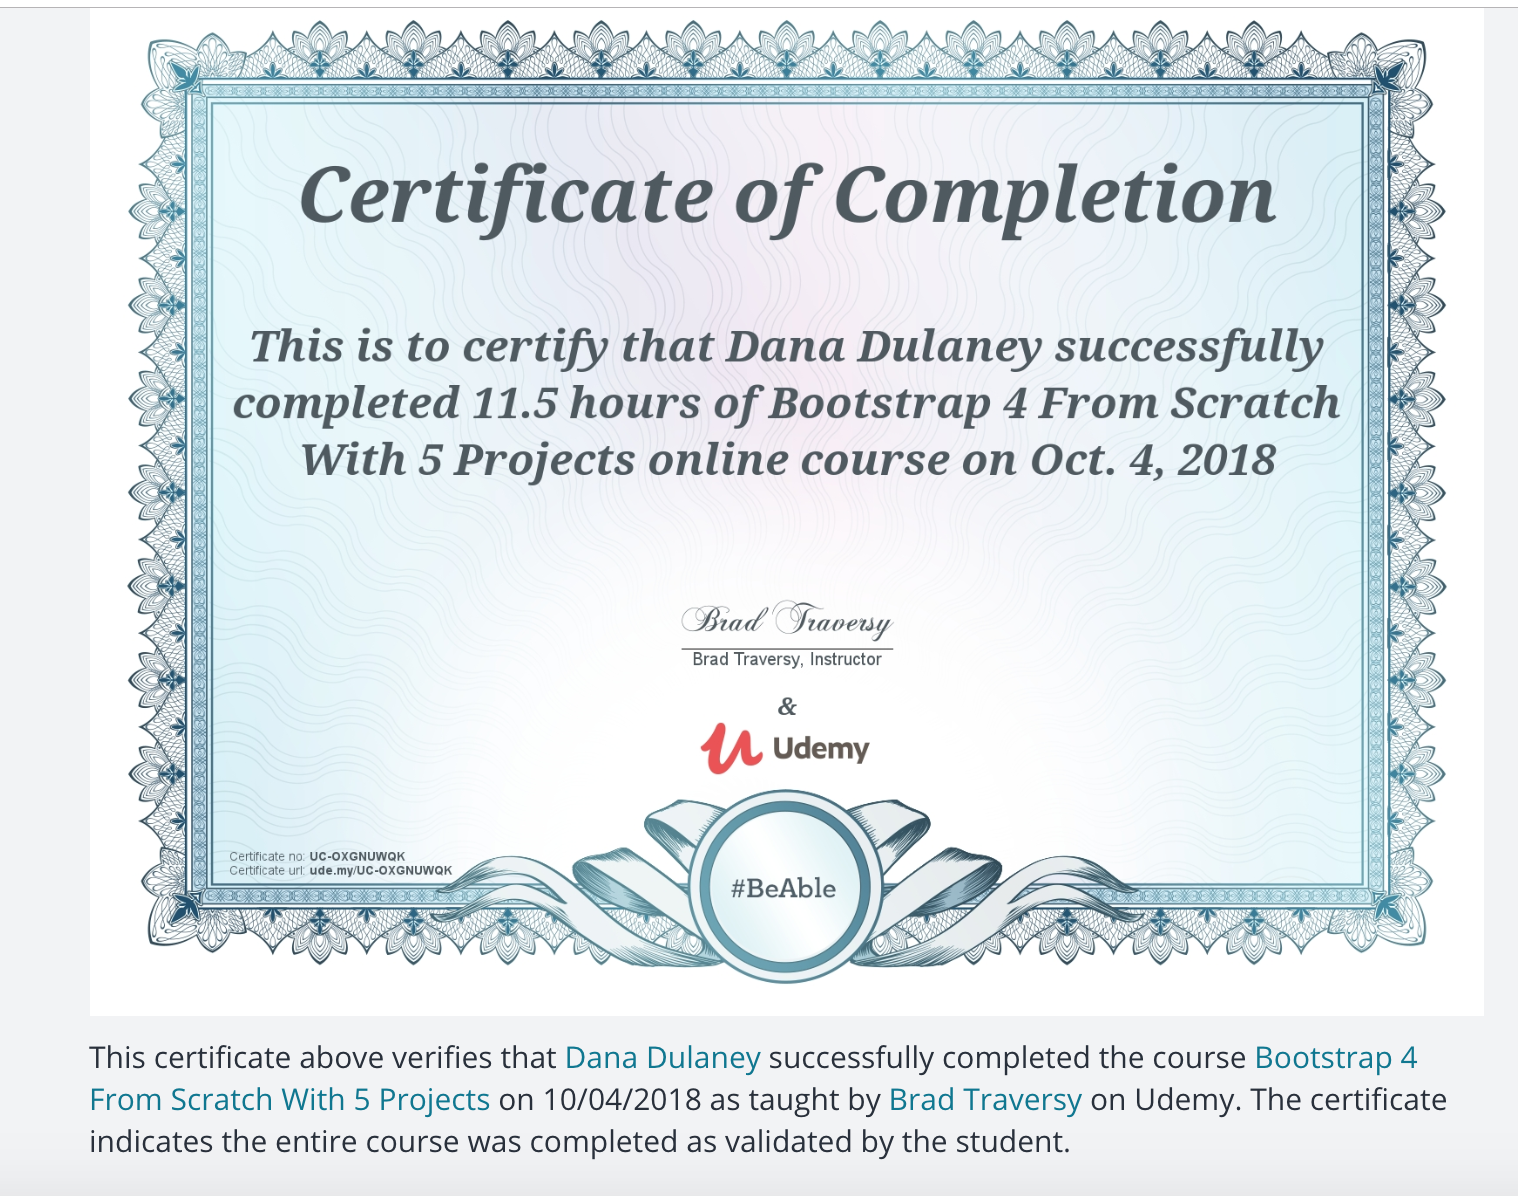 Certificate of Completion
This is to certify that Dana Dulaney successfully
completed 11.5 hours of Bootstrap 4 From Scratch
With 5 Projects online course on Oct. 4, 2018
Brad Traversy
Brad Traversy, Instructor
&
Udemy
Certificate no: UC-OXGNUWQK
Certificate url: ude.my/UC-OXGNUWQK
#BeAble
This certificate above verifies that Dana Dulaney successfully completed the course Bootstrap 4
From Scratch With 5 Projects on 10/04/2018 as taught by Brad Traversy on Udemy. The certificate
indicates the entire course was completed as validated by the student.